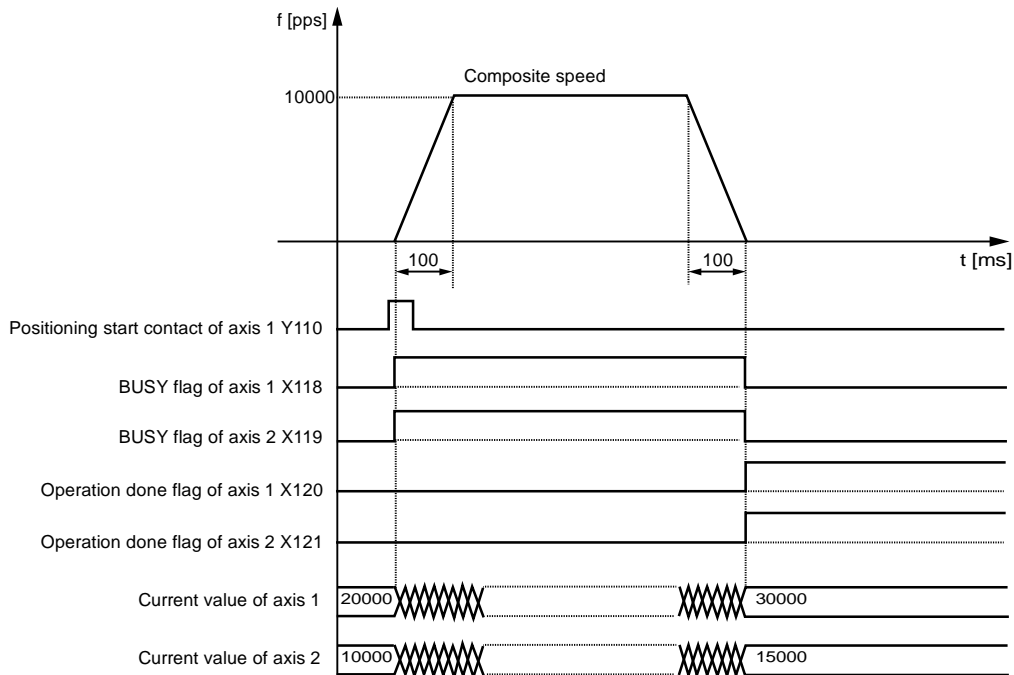 f [pps]
Composite speed
10000
t [ms]
100
100
Positioning start contact of axis 1 Y110
BUSY flag of axis 1 X118
BUSY flag of axis 2 X119
Operation done flag of axis 1 X120
Operation done flag of axis 2 X121
Current value of axis 1
20000
30000
Current value of axis 2
10000
15000